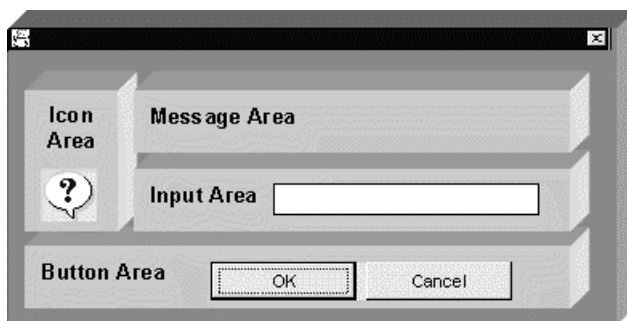 Icon
Area
Message Area
Input Area
Button Area
OK
Cancel